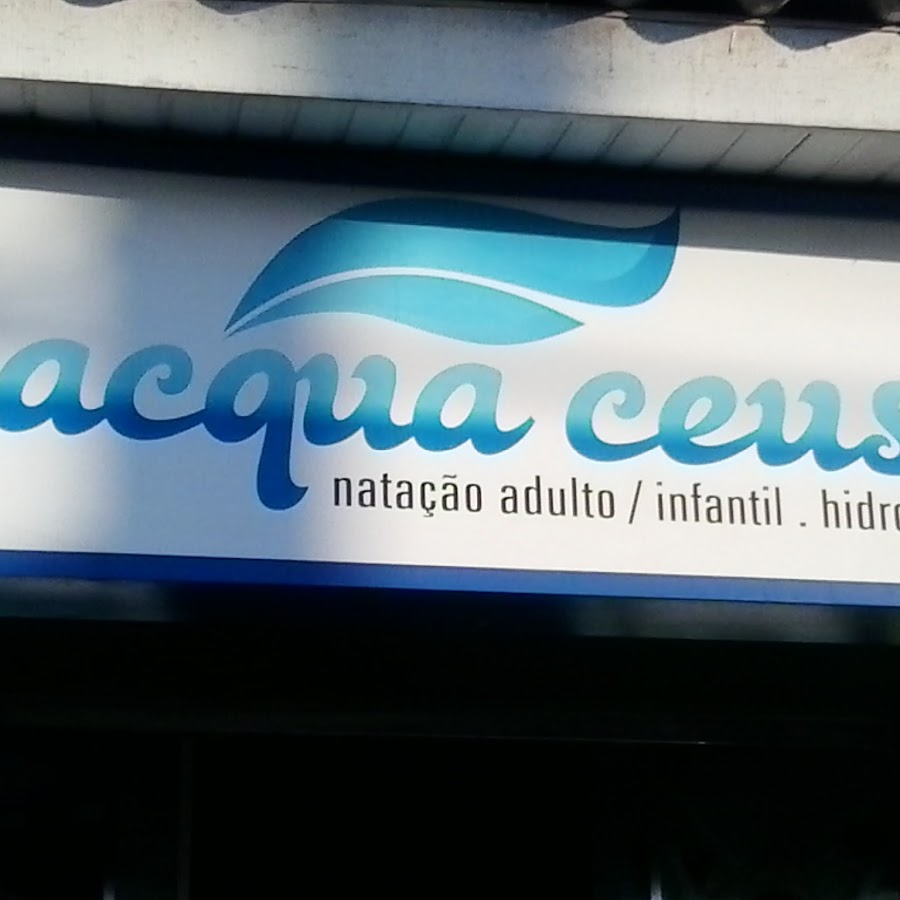 acqua ceus
natação adulto / infantil . hidro